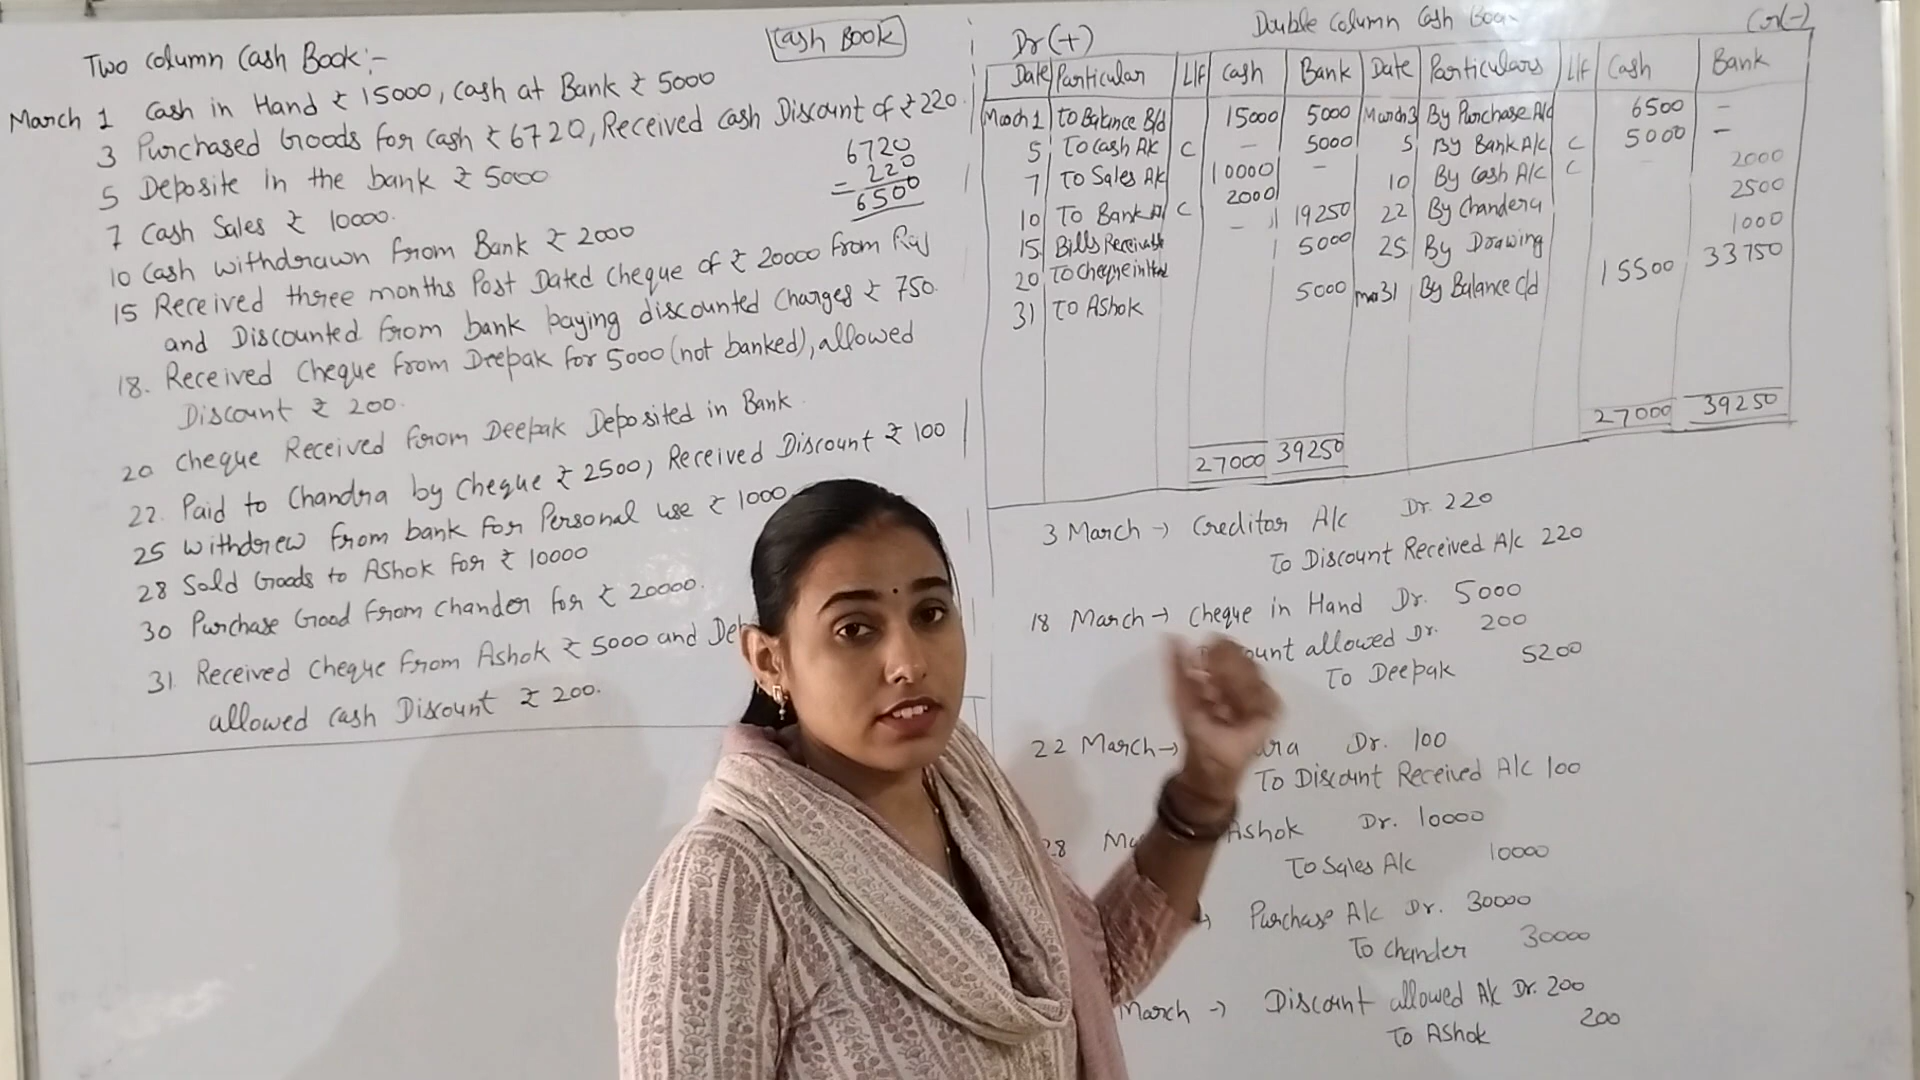 Cash Book
Two Column Cash Book:-
March 1 Cash in Hand ₹ 15000, Cash at Bank ₹ 5000
3 Purchased Goods for cash ₹ 6720, Received Cash Discount of ₹ 220
6720
220
= 6500
5 Deposite in the bank ₹ 5000
7 Cash Sales ₹ 10000.
10 Cash withdrawn from Bank ₹ 2000
15 Received three months Post Dated cheque of ₹ 20000 from Raj
and Discounted from bank paying discounted Charges ₹ 750.
18. Received Cheque from Deepak for 5000 (not banked), allowed
Discount ₹ 200.
20 Cheque Received from Deepak Deposited in Bank
22. Paid to Chandra by cheque ₹ 2500, Received Discount ₹ 100
25 withdrew from bank for Personal use ₹ 1000
28 Sold Goods to Ashok for ₹ 10000
30 Purchase Good from Chander for ₹ 20000.
31. Received cheque from Ashok ₹ 5000 and
allowed Cash Discount ₹ 200.
Double Column Cash
Dr (+) Cr (-)
Date Particular L/f Cash Bank Date Particulars L/f Cash Bank
March 1 To Balance B/d 15000 5000 March 3 By Purchase A/c 6500 -
5 To Cash A/c C - 5000 5 By Bank A/c C 5000 -
7 To Sales A/c 10000 - 10 By Cash A/c C - 2000
10 To Bank A/c C 2000 - 22 By Chandera 2500
15 Bills Receivable 19250 25 By Drawing 1000
20 To Cheque in Hand 5000 mar 31 By Balance C/d 15500 33750
31 To Ashok 5000
27000 39250 27000 39250
3 March → Creditor A/c Dr. 220
To Discount Received A/c 220
18 March → Cheque in Hand Dr. 5000
allowed Dr. 200
To Deepak 5200
22 March → Dr. 100
To Discount Received A/c 100
28 Ashok Dr. 10000
To Sales A/c 10000
Purchase A/c Dr. 30000
To Chander 30000
March → Discount allowed A/c Dr. 200
To Ashok 200